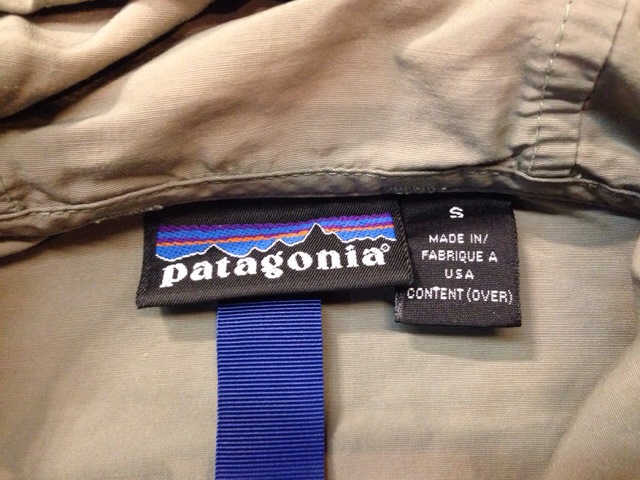 patagonia®
S
MADE IN/
FABRIQUE A
USA
CONTENT (OVER)